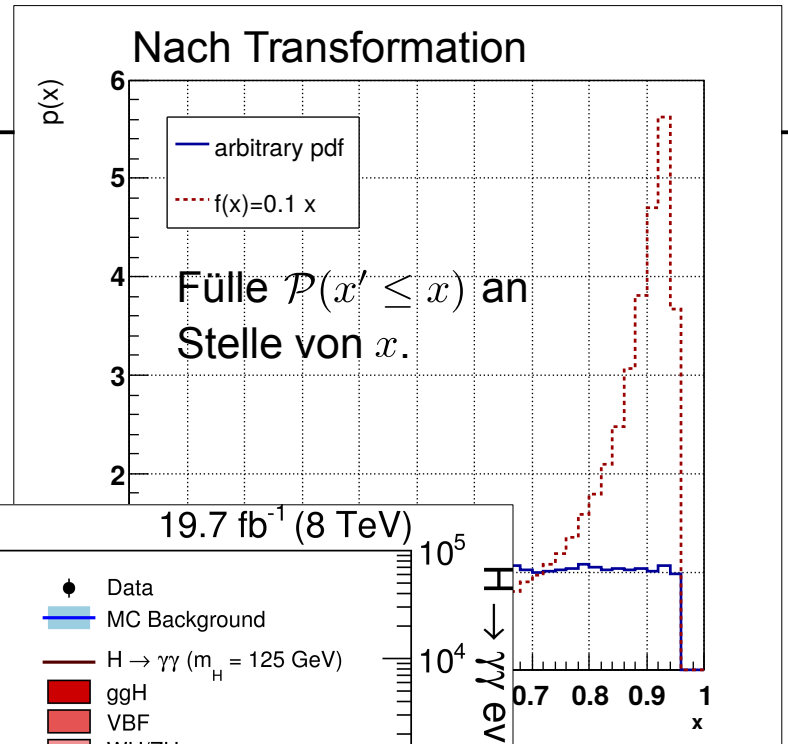 Nach Transformation
p(x)
6
5
4
3
2
arbitrary pdf
f(x)=0.1 x
Fülle 𝒫(x′ ≤ x) an
Stelle von x.
0.7 0.8 0.9 1
x
19.7 fb⁻¹ (8 TeV)
Data
MC Background
H → γγ (m_H = 125 GeV)
ggH
VBF
10⁵
10⁴
H → γγ ev